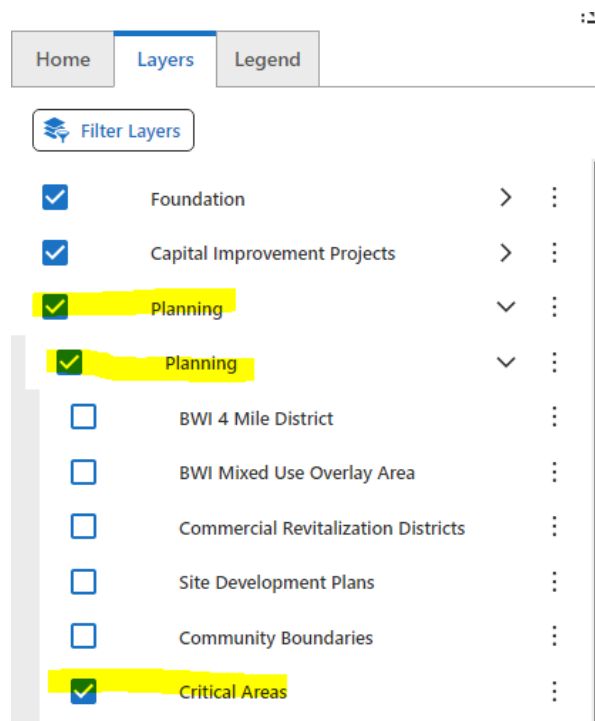 Home Layers Legend
Filter Layers
Foundation
Capital Improvement Projects
Planning
Planning
BWI 4 Mile District
BWI Mixed Use Overlay Area
Commercial Revitalization Districts
Site Development Plans
Community Boundaries
Critical Areas